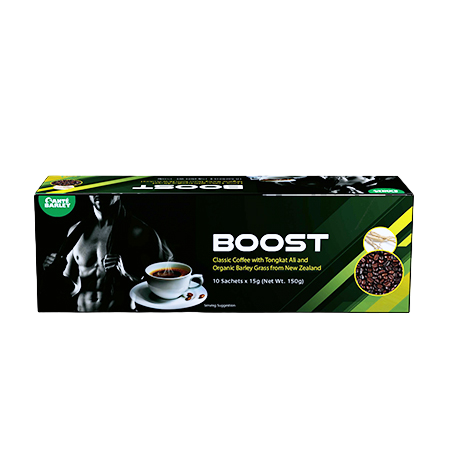 BOOST
SANTÉ
BARLEY
BOOST
Classic Coffee with Tongkat Ali and
Organic Barley Grass from New Zealand
10 Sachets x 15g (Net Wt. 150g)
Serving Suggestion